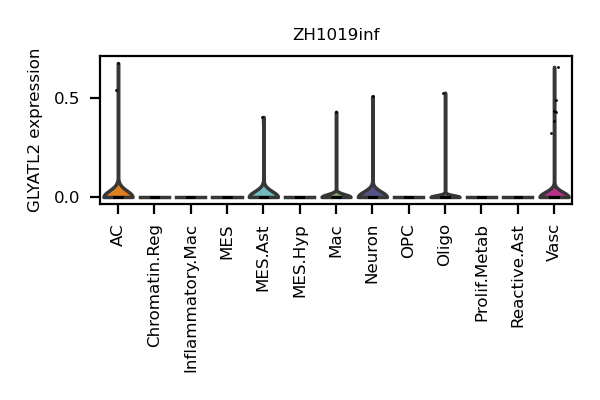 ZH1019inf
GLYATL2 expression
0.5
0.0
AC
Chromatin.Reg
Inflammatory.Mac
MES
MES.Ast
MES.Hyp
Mac
Neuron
OPC
Oligo
Prolif.Metab
Reactive.Ast
Vasc